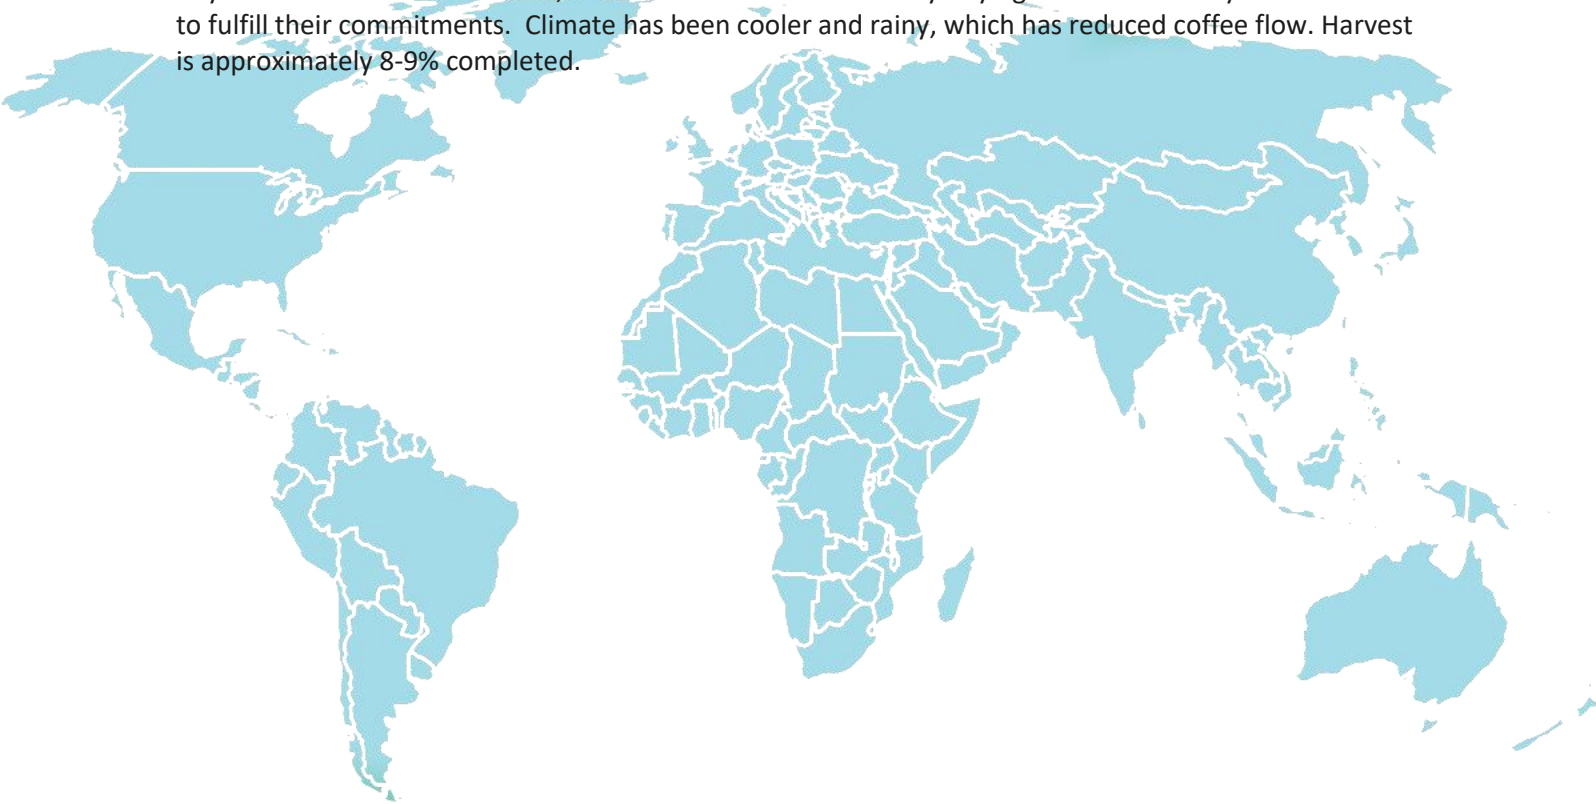 to fulfill their commitments.  Climate has been cooler and rainy, which has reduced coffee flow. Harvest
is approximately 8-9% completed.